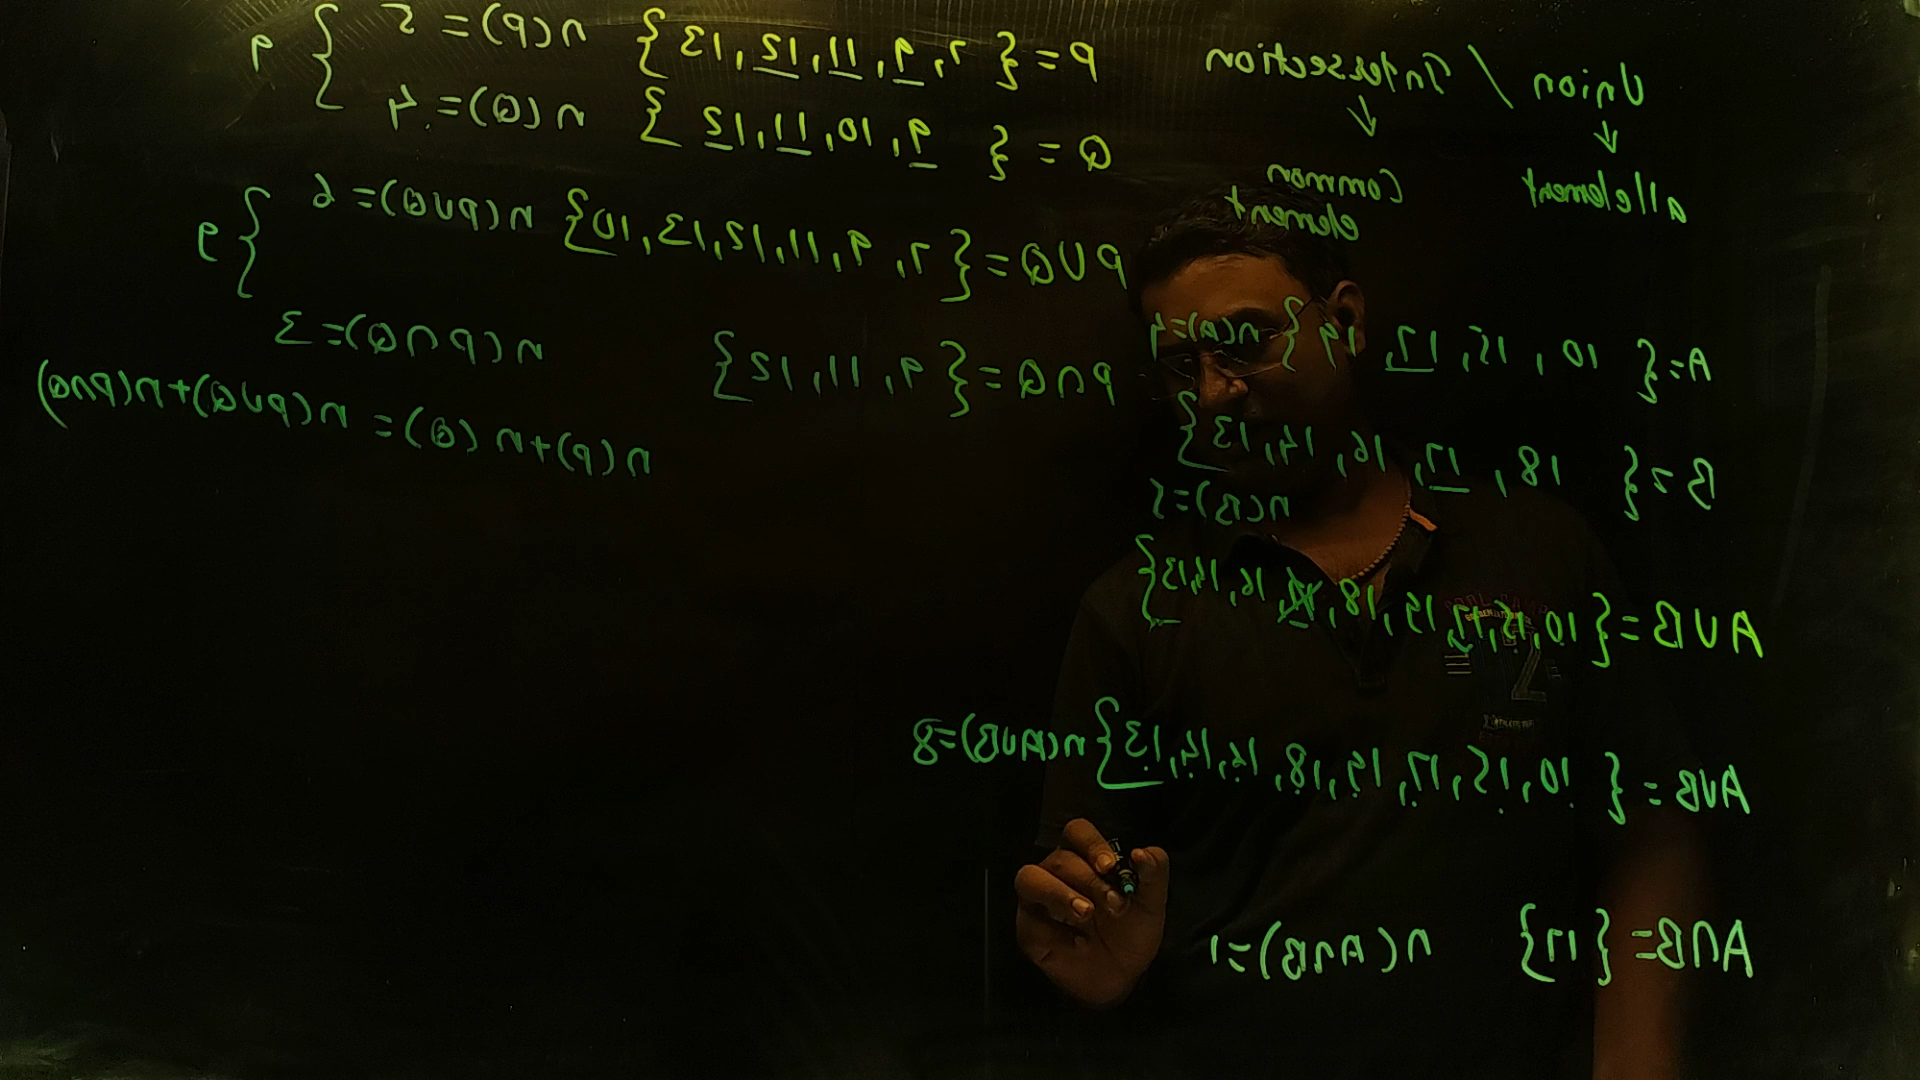 Union / Intersection
↓ ↓
all element Common element
A={ 10, 15, 17, 19 } n(A)=4
B = { 18, 17, 16, 14, 13 }
n(B)=5
A∪B = { 10, 15, 17, 19, 18, 17, 16, 14, 13 }
A∪B = { 10, 15, 17, 19, 18, 16, 14, 13 } n(A∪B)=8
A∩B = { 17 } n(A∩B)=1
P = { 7, 9, 11, 12, 13 } n(P) = 5
Q = { 9, 10, 11, 12 } n(Q) = 4
} 9
P∪Q = { 7, 9, 11, 12, 13, 10 } n(P∪Q) = 6
P∩Q = { 9, 11, 12 } n(P∩Q) = 3
} 9
n(P)+n(Q) = n(P∪Q)+n(P∩Q)